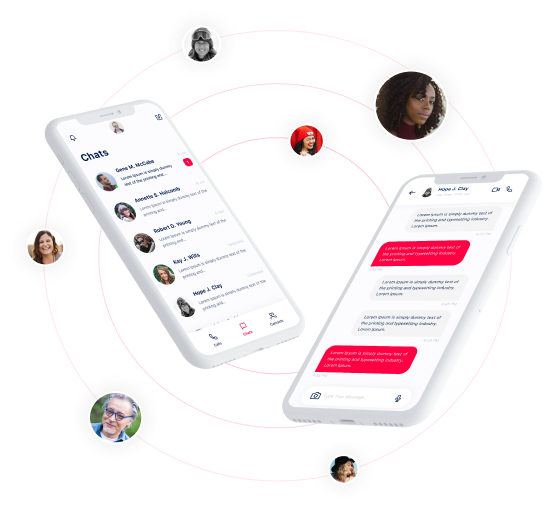 Chats
Gene M. McCabe
Lorem Ipsum is simply dummy
text of the printing and...
1
Annette S. Holcomb
Lorem Ipsum is simply dummy
text of the printing and...
Robert D. Young
Lorem Ipsum is simply dummy text of the
printing and...
Kay J. Wills
Lorem Ipsum is simply dummy text of the
printing and...
Hope J. Clay
Lorem Ipsum is simply dummy text of the
printing and...
Calls
Chats
Contacts
Hope J. Clay
Lorem Ipsum is simply dummy text of
the printing and typesetting industry.
Lorem Ipsum.
Lorem Ipsum is simply dummy text of
the printing and typesetting industry.
Lorem Ipsum.
Lorem Ipsum is simply dummy text of
the printing and typesetting industry.
Lorem Ipsum.
Lorem Ipsum is simply dummy text of
the printing and typesetting industry.
Lorem Ipsum.
Lorem Ipsum is simply dummy text of
the printing and typesetting industry.
Lorem Ipsum.
Type You Message